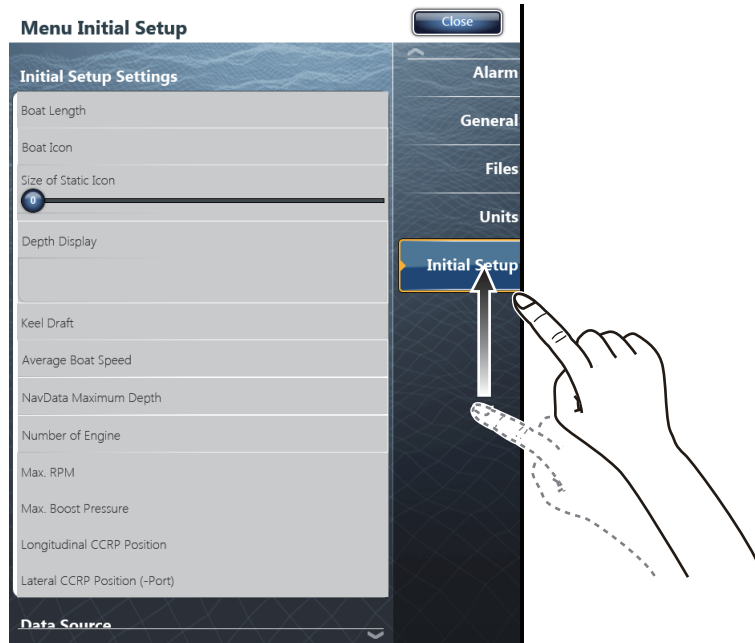 Menu Initial Setup
Close
Initial Setup Settings
Boat Length
Boat Icon
Size of Static Icon
0
Depth Display
Keel Draft
Average Boat Speed
NavData Maximum Depth
Number of Engine
Max. RPM
Max. Boost Pressure
Longitudinal CCRP Position
Lateral CCRP Position (-Port)
Data Source
Alarm
General
Files
Units
Initial Setup